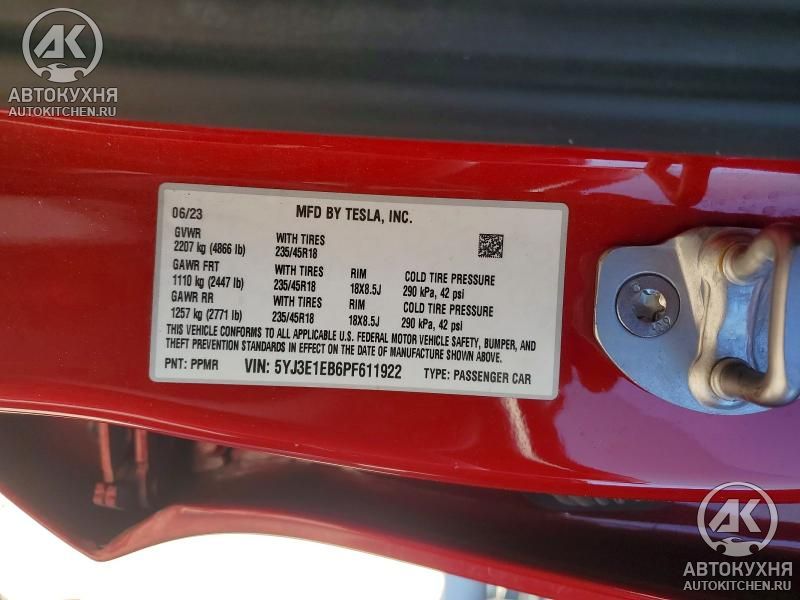 AK
АВТОКУХНЯ
AUTOKITCHEN.RU
06/23 MFD BY TESLA, INC.
GVWR WITH TIRES
2207 kg (4866 lb) 235/45R18
GAWR FRT WITH TIRES RIM COLD TIRE PRESSURE
1110 kg (2447 lb) 235/45R18 18X8.5J 290 kPa, 42 psi
GAWR RR WITH TIRES RIM COLD TIRE PRESSURE
1257 kg (2771 lb) 235/45R18 18X8.5J 290 kPa, 42 psi
THIS VEHICLE CONFORMS TO ALL APPLICABLE U.S. FEDERAL MOTOR VEHICLE SAFETY, BUMPER, AND
THEFT PREVENTION STANDARDS IN EFFECT ON THE DATE OF MANUFACTURE SHOWN ABOVE.
PNT: PPMR VIN: 5YJ3E1EB6PF611922 TYPE: PASSENGER CAR
AK
АВТОКУХНЯ
AUTOKITCHEN.RU